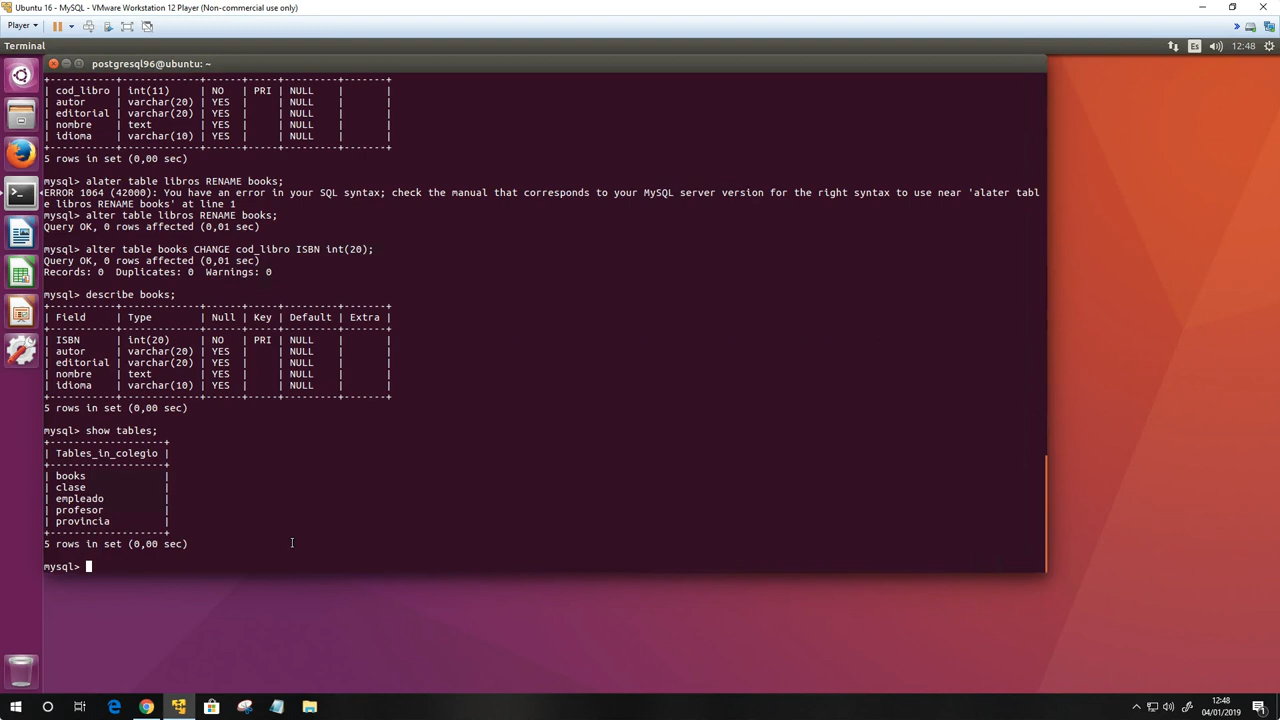 Ubuntu 16 - MySQL - VMware Workstation 12 Player (Non-commercial use only)
Player
Terminal
Es
12:48
postgresql96@ubuntu: ~
+-----------+-------------+------+-----+---------+-------+
| cod_libro | int(11)     | NO   | PRI | NULL    |       |
| autor     | varchar(20) | YES  |     | NULL    |       |
| editorial | varchar(20) | YES  |     | NULL    |       |
| nombre    | text        | YES  |     | NULL    |       |
| idioma    | varchar(10) | YES  |     | NULL    |       |
+-----------+-------------+------+-----+---------+-------+
5 rows in set (0,00 sec)
mysql> alater table libros RENAME books;
ERROR 1064 (42000): You have an error in your SQL syntax; check the manual that corresponds to your MySQL server version for the right syntax to use near 'alater tabl
e libros RENAME books' at line 1
mysql> alter table libros RENAME books;
Query OK, 0 rows affected (0,01 sec)
mysql> alter table books CHANGE cod_libro ISBN int(20);
Query OK, 0 rows affected (0,01 sec)
Records: 0  Duplicates: 0  Warnings: 0
mysql> describe books;
+-----------+-------------+------+-----+---------+-------+
| Field     | Type        | Null | Key | Default | Extra |
+-----------+-------------+------+-----+---------+-------+
| ISBN      | int(20)     | NO   | PRI | NULL    |       |
| autor     | varchar(20) | YES  |     | NULL    |       |
| editorial | varchar(20) | YES  |     | NULL    |       |
| nombre    | text        | YES  |     | NULL    |       |
| idioma    | varchar(10) | YES  |     | NULL    |       |
+-----------+-------------+------+-----+---------+-------+
5 rows in set (0,00 sec)
mysql> show tables;
+-------------------+
| Tables_in_colegio |
+-------------------+
| books             |
| clase             |
| empleado          |
| profesor          |
| provincia         |
+-------------------+
5 rows in set (0,00 sec)
mysql>
12:48
04/01/2019